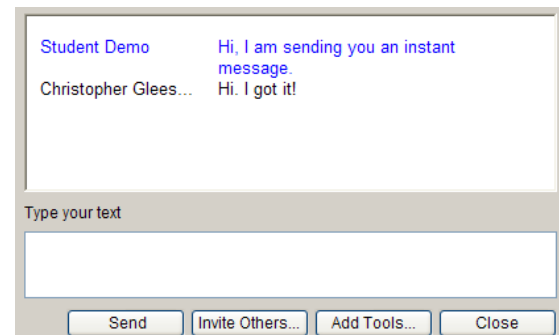 Student Demo Hi, I am sending you an instant
message.
Christopher Glees... Hi. I got it!
Type your text
Send Invite Others... Add Tools... Close